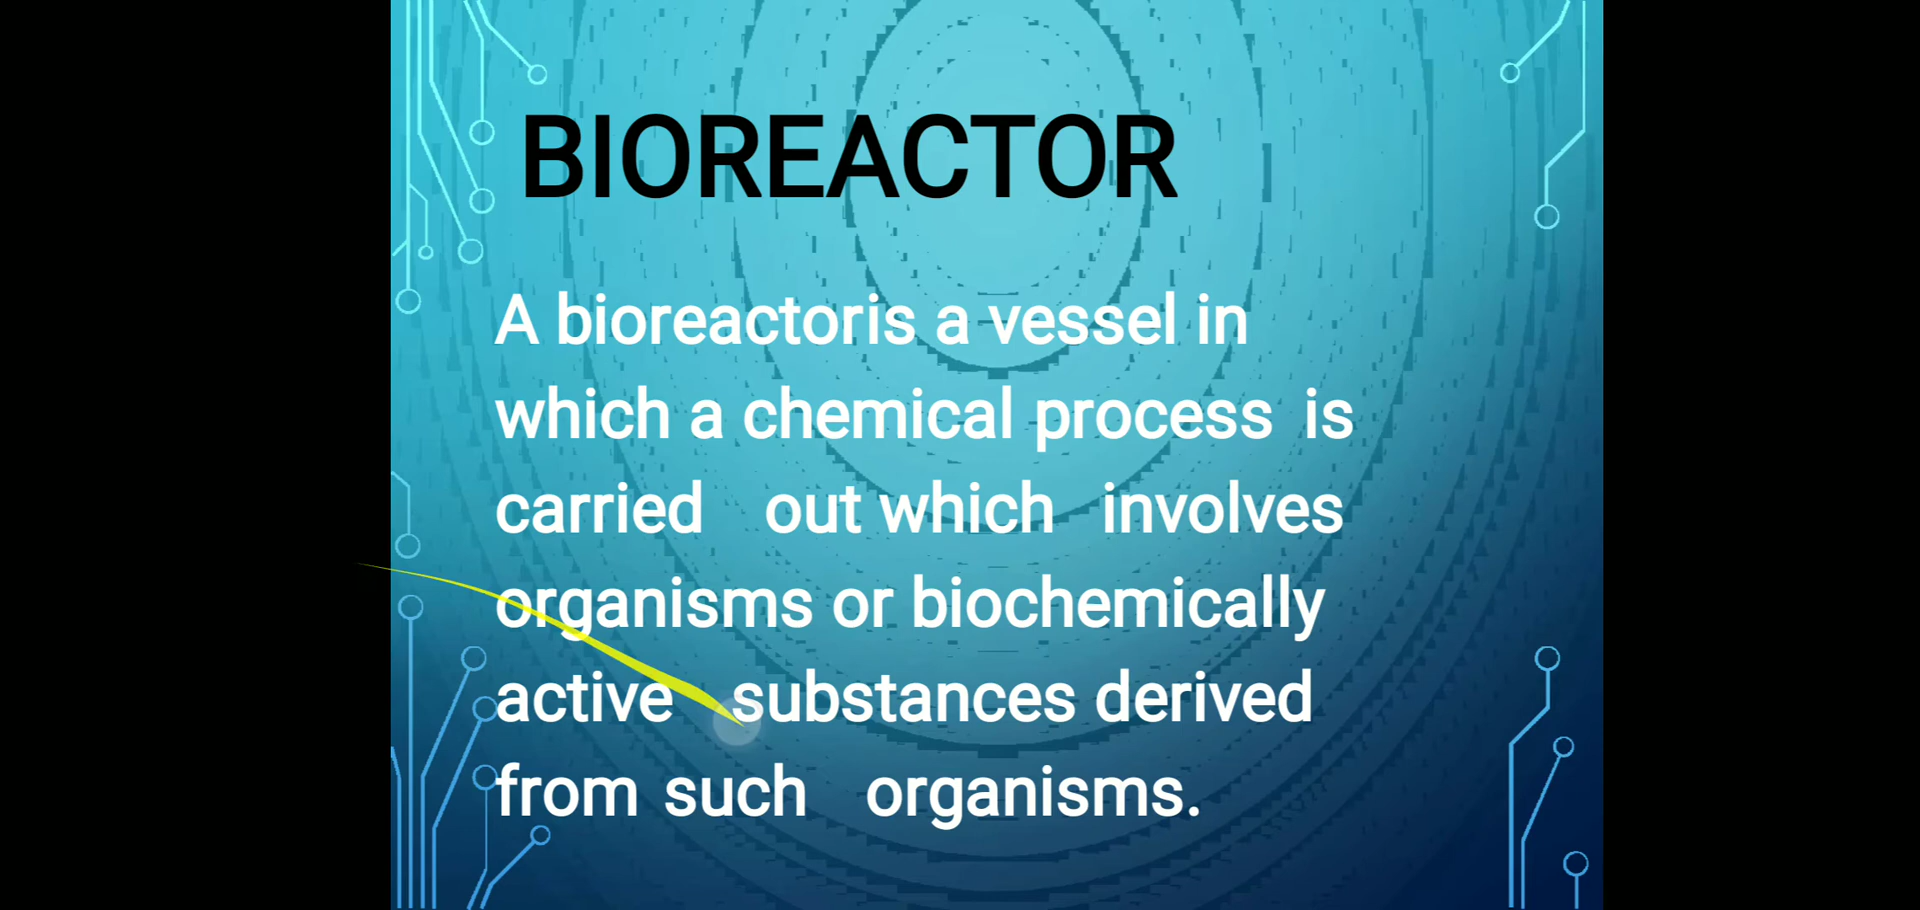 BIOREACTOR
A bioreactoris a vessel in
which a chemical process is
carried out which involves
organisms or biochemically
active substances derived
from such organisms.